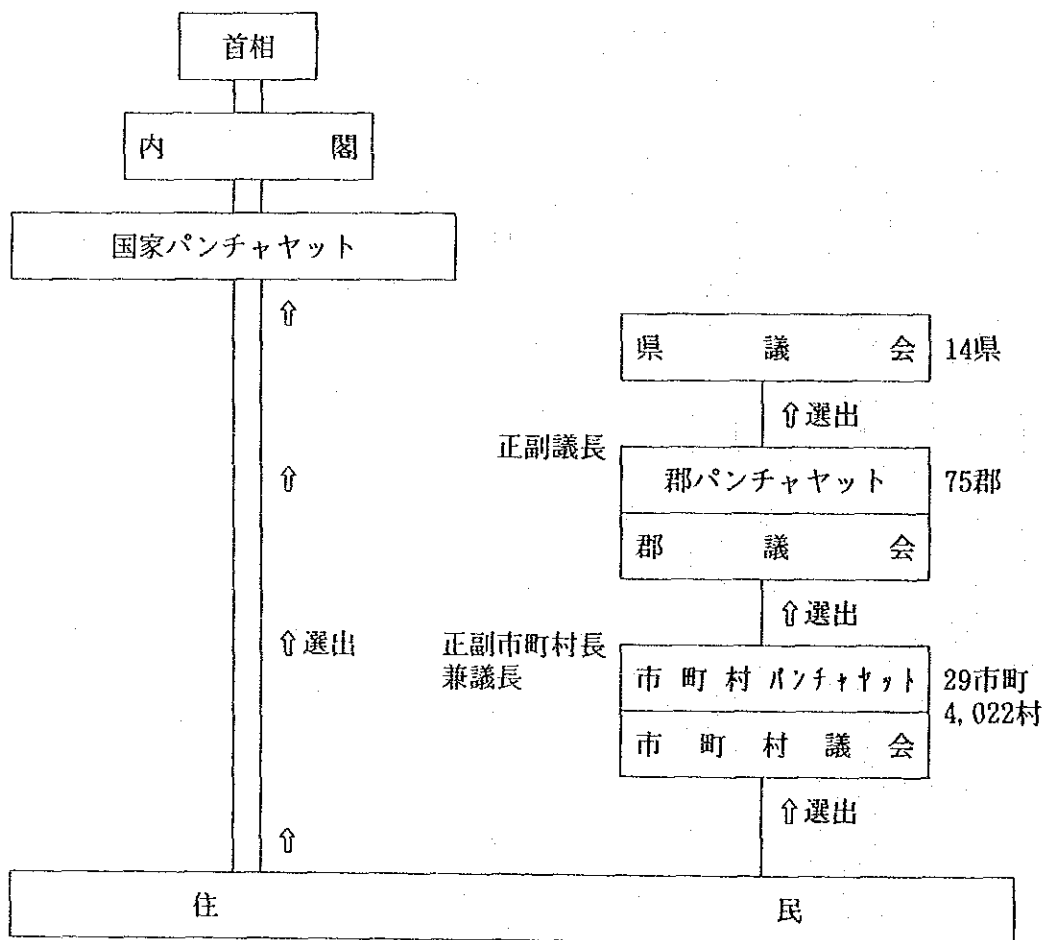 首相
内閣
国家パンチャヤット
⇧
県議会 14県
⇧選出
正副議長
郡パンチャヤット 75郡
⇧
郡議会
⇧選出
⇧選出
正副市町村長
兼議長
市町村パンチャヤット 29市町
4,022村
市町村議会
⇧選出
⇧
住民